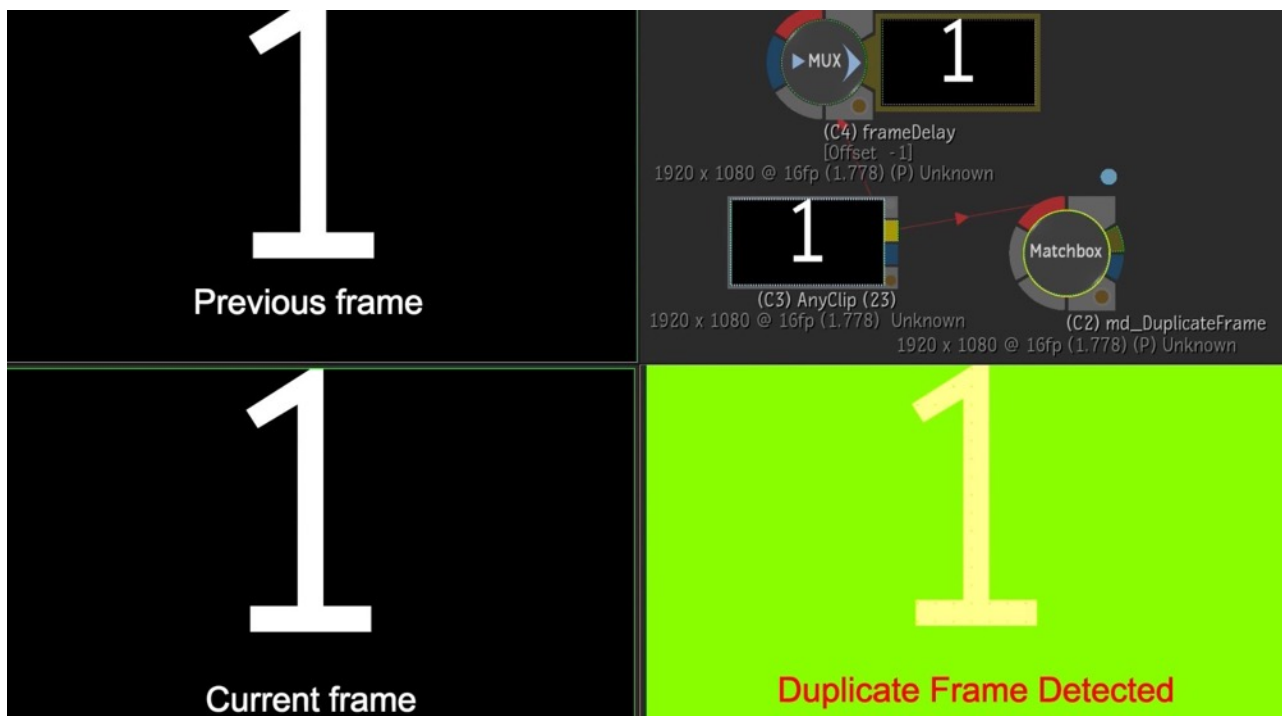 1
Previous frame
MUX
1
(C4) frameDelay
[Offset -1]
1920 x 1080 @ 16fp (1.778) (P) Unknown
1
Matchbox
(C3) AnyClip (23)
1920 x 1080 @ 16fp (1.778) Unknown
(C2) md_DuplicateFrame
1920 x 1080 @ 16fp (1.778) (P) Unknown
1
Current frame
1
Duplicate Frame Detected